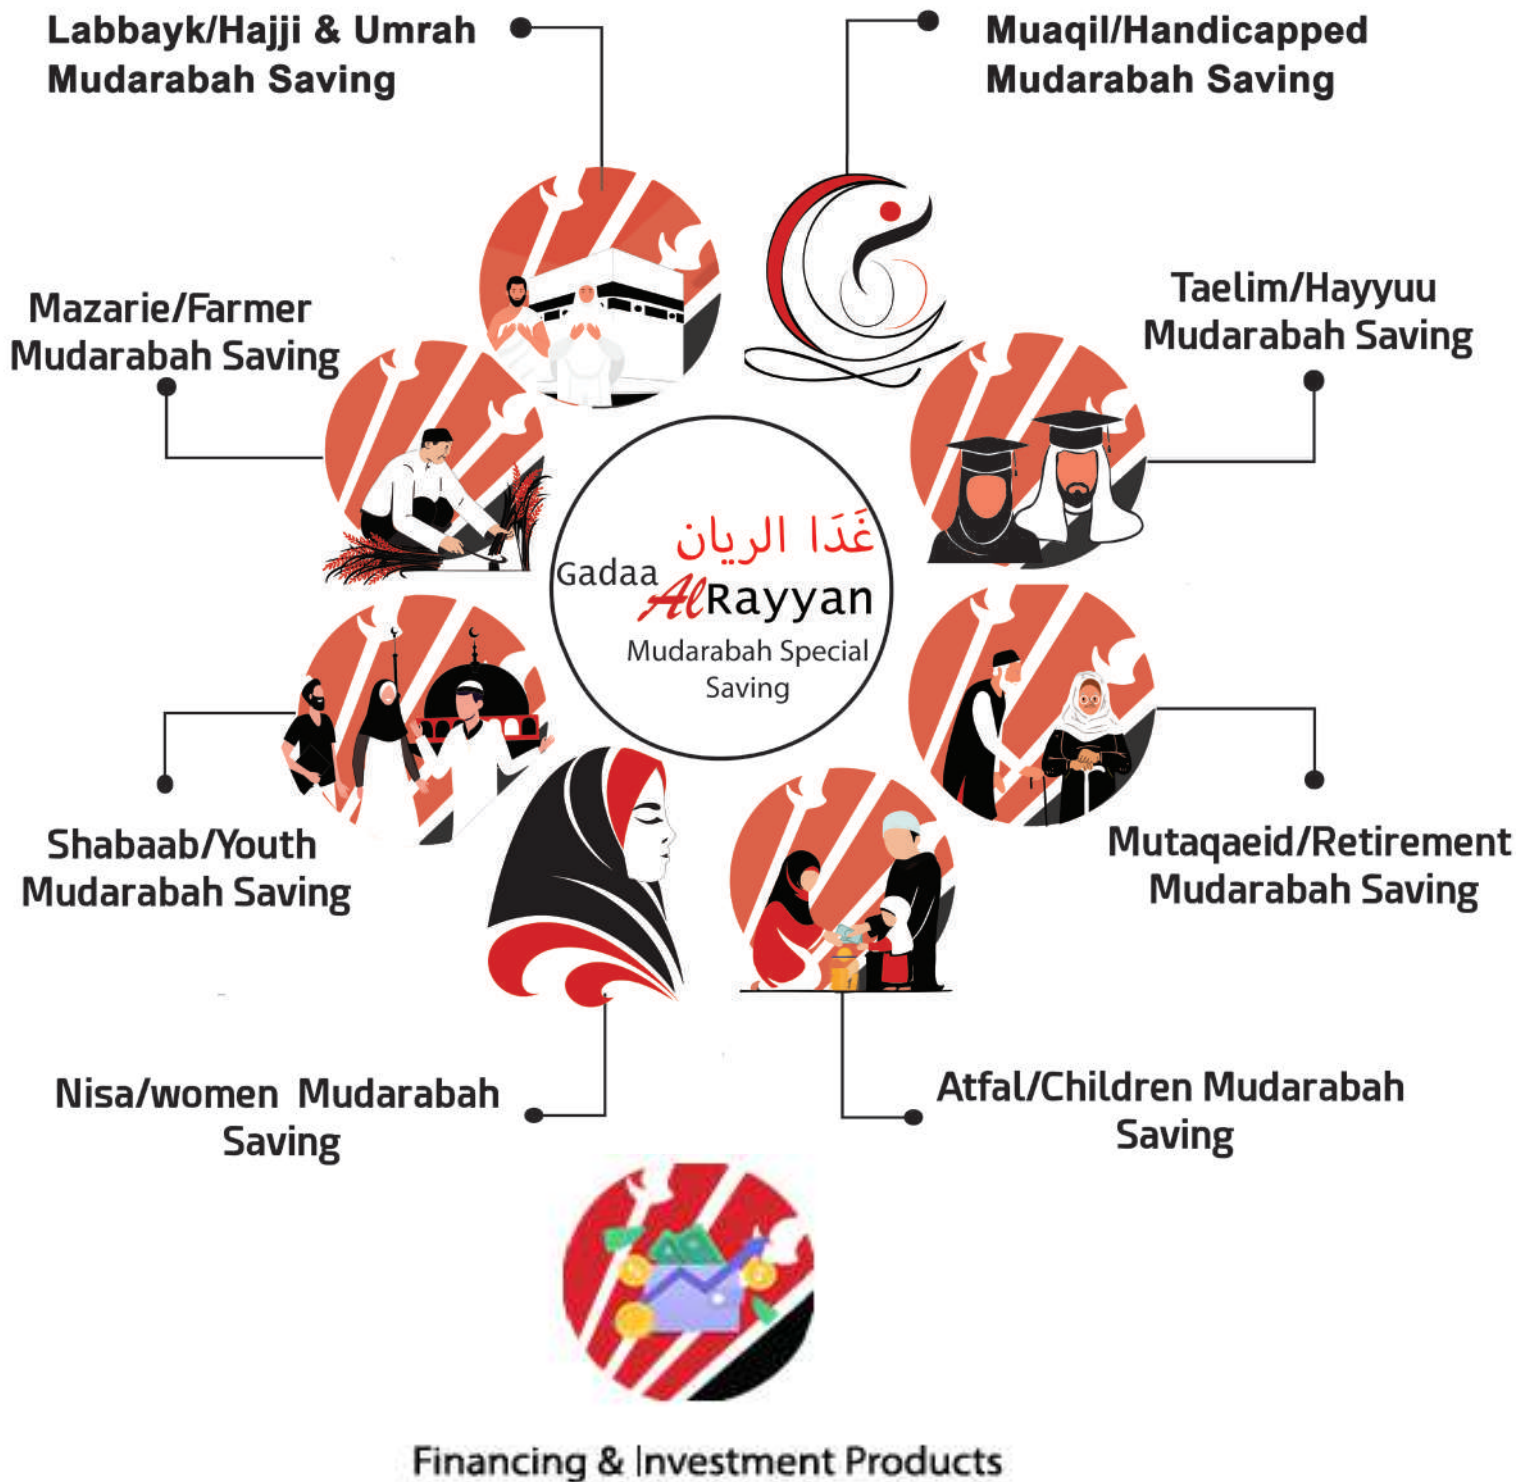 Labbayk/Hajji & Umrah
Mudarabah Saving
Muaqil/Handicapped
Mudarabah Saving
Mazarie/Farmer
Mudarabah Saving
Taelim/Hayyuu
Mudarabah Saving
غَدَا الريان
Gadaa
AlRayyan
Mudarabah Special
Saving
Shabaab/Youth
Mudarabah Saving
Mutaqaeid/Retirement
Mudarabah Saving
Nisa/women Mudarabah
Saving
Atfal/Children Mudarabah
Saving
Financing & Investment Products